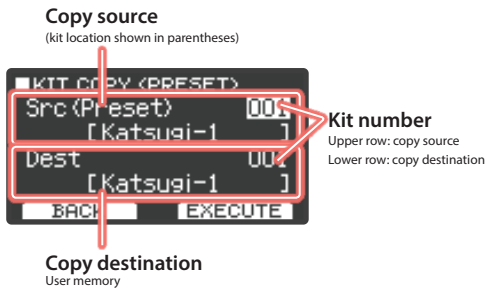 Copy source
(kit location shown in parentheses)
KIT COPY (PRESET)
Src(Preset) 001
[Katsugi-1 ]
Kit number
Upper row: copy source
Lower row: copy destination
Dest 001
[Katsugi-1 ]
BACK EXECUTE
Copy destination
User memory